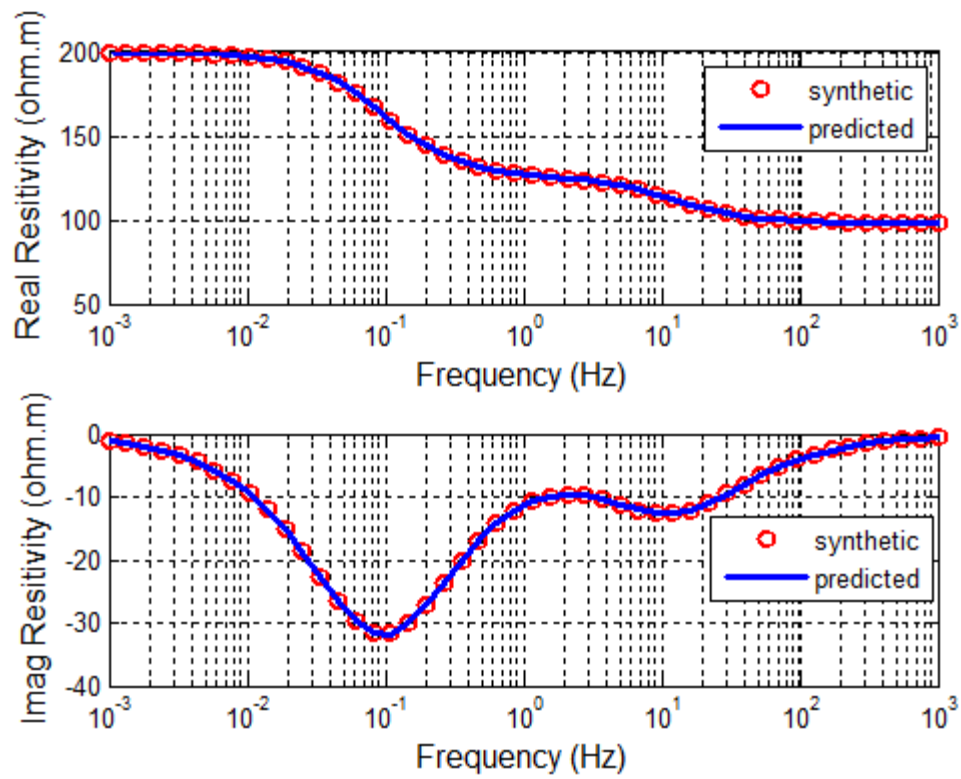 Real Resitivity (ohm.m)
200
150
100
50
synthetic
predicted
10⁻³ 10⁻² 10⁻¹ 10⁰ 10¹ 10² 10³
Frequency (Hz)
Imag Resitivity (ohm.m)
0
-10
-20
-30
-40
synthetic
predicted
10⁻³ 10⁻² 10⁻¹ 10⁰ 10¹ 10² 10³
Frequency (Hz)